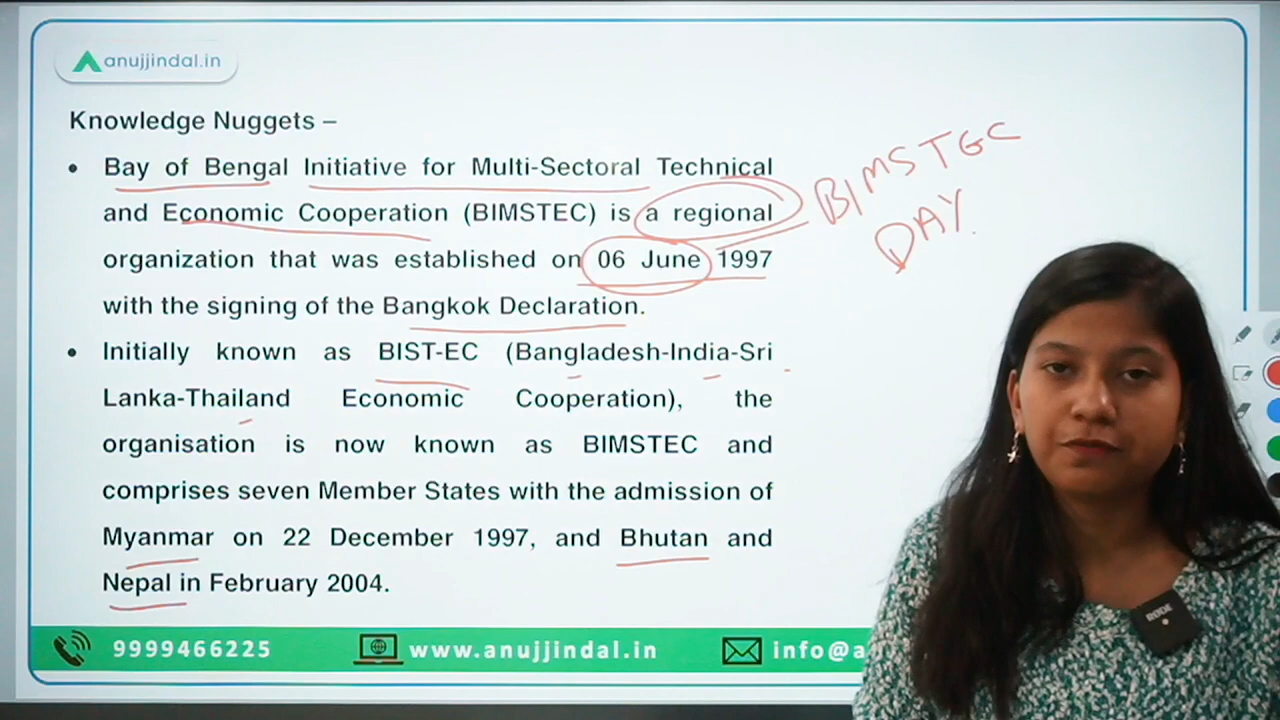 anujjindal.in
Knowledge Nuggets –
• Bay of Bengal Initiative for Multi-Sectoral Technical
and Economic Cooperation (BIMSTEC) is a regional
organization that was established on 06 June 1997
with the signing of the Bangkok Declaration.
• Initially known as BIST-EC (Bangladesh-India-Sri
Lanka-Thailand Economic Cooperation), the
organisation is now known as BIMSTEC and
comprises seven Member States with the admission of
Myanmar on 22 December 1997, and Bhutan and
Nepal in February 2004.
BIMSTEC
DAY
9999466225 www.anujjindal.in info@a
RODE